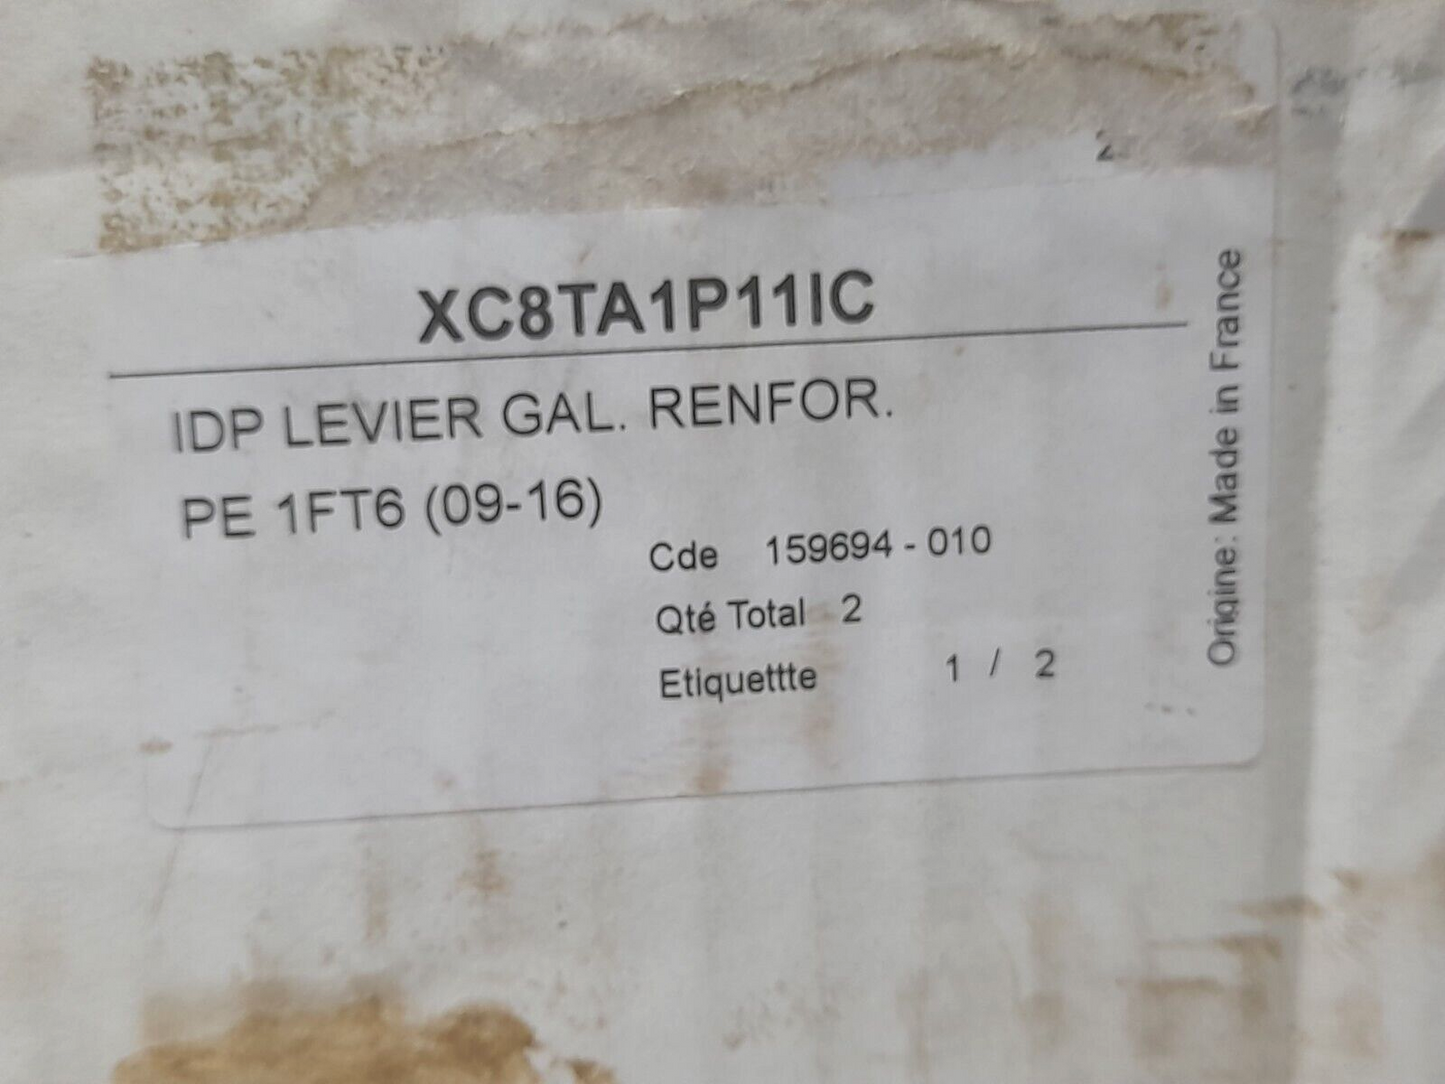 XC8TA1P11IC
IDP LEVIER GAL. RENFOR.
PE 1FT6 (09-16)
Cde 159694 - 010
Qté Total 2
Etiquettte 1 / 2
Origine: Made in France